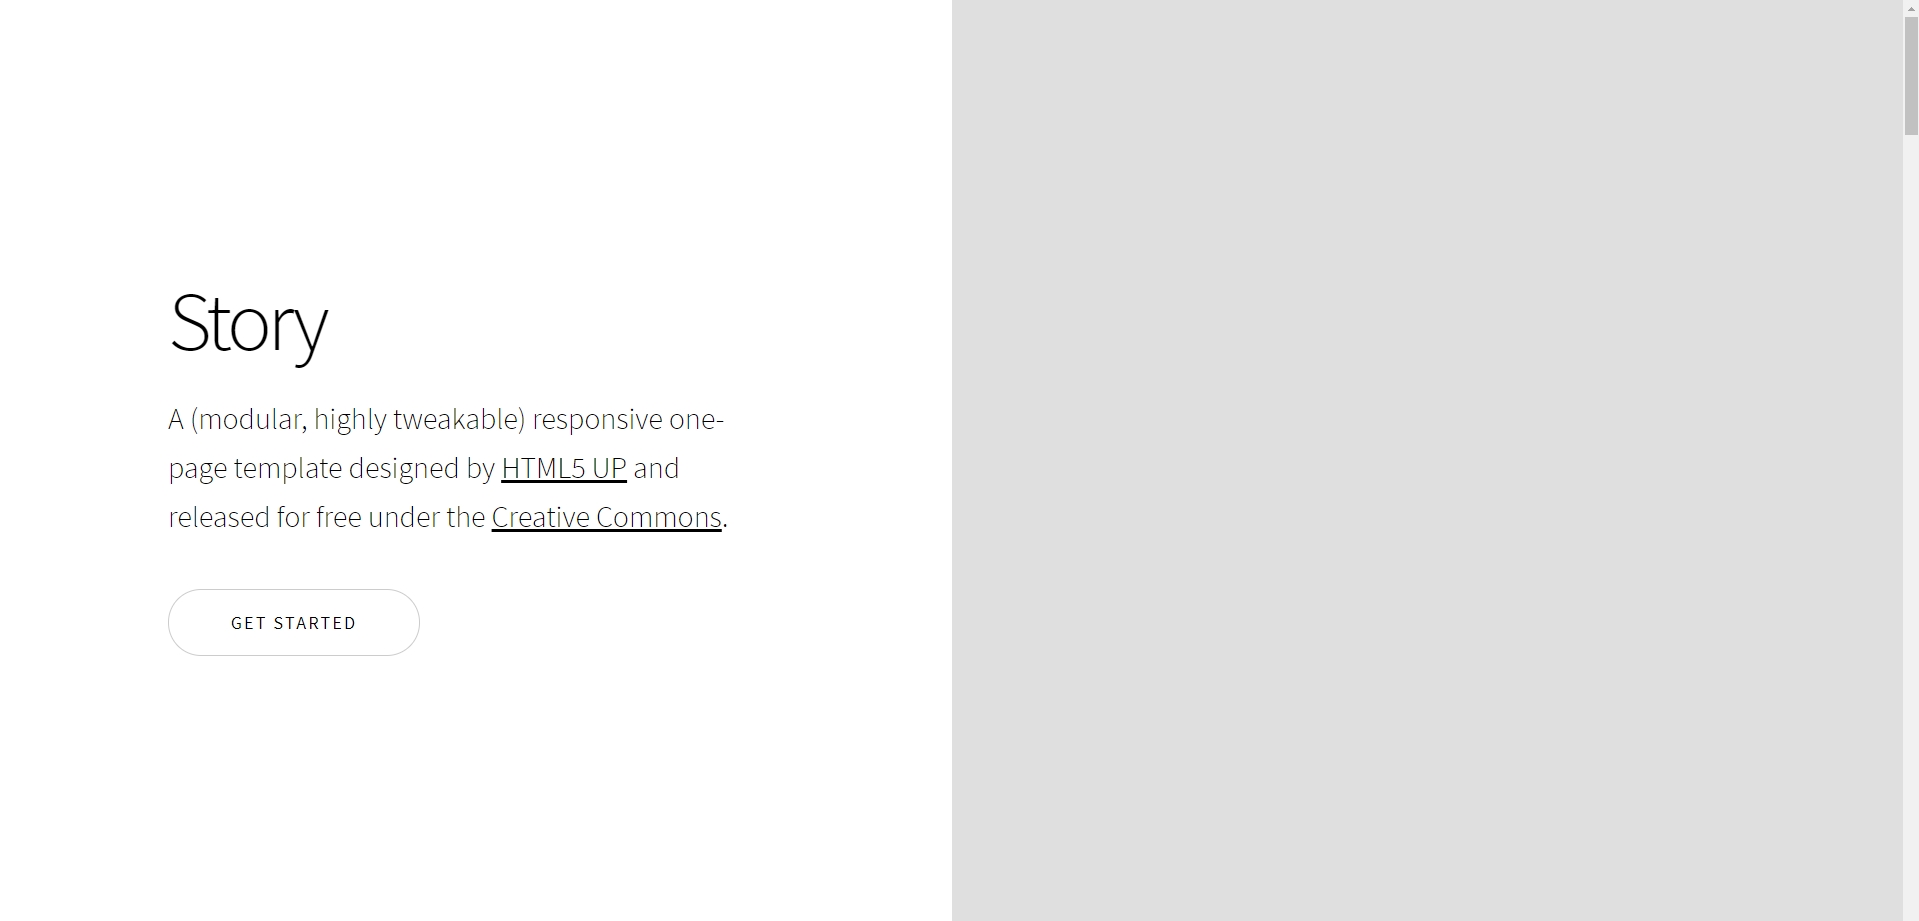 Story
A (modular, highly tweakable) responsive one-
page template designed by HTML5 UP and
released for free under the Creative Commons.
GET STARTED